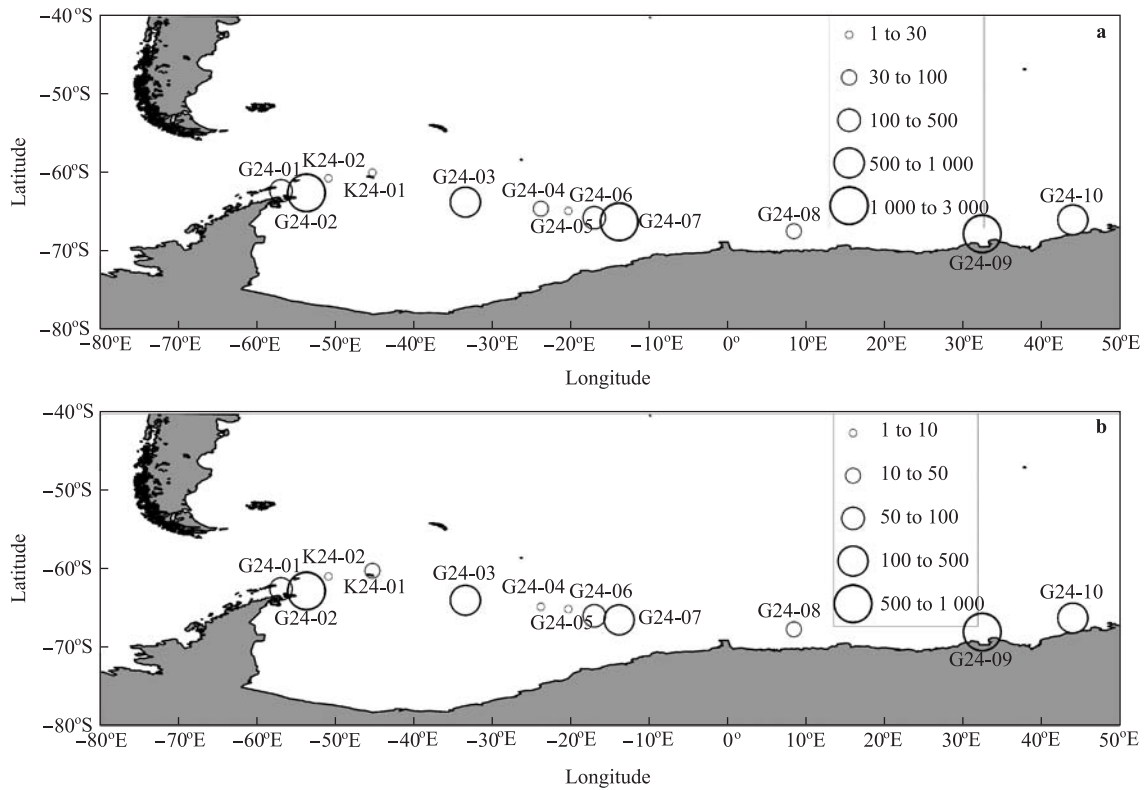 −40°S
−50°S
−60°S
−70°S
−80°S
Latitude
a
1 to 30
30 to 100
100 to 500
500 to 1 000
1 000 to 3 000
G24-01
K24-02
K24-01
G24-02
G24-03
G24-04
G24-06
G24-05
G24-07
G24-08
G24-09
G24-10
−80°E −70°E −60°E −50°E −40°E −30°E −20°E −10°E 0° 10°E 20°E 30°E 40°E 50°E
Longitude
−40°S
−50°S
−60°S
−70°S
−80°S
Latitude
b
1 to 10
10 to 50
50 to 100
100 to 500
500 to 1 000
G24-01
K24-02
K24-01
G24-02
G24-03
G24-04
G24-06
G24-05
G24-07
G24-08
G24-09
G24-10
−80°E −70°E −60°E −50°E −40°E −30°E −20°E −10°E 0° 10°E 20°E 30°E 40°E 50°E
Longitude